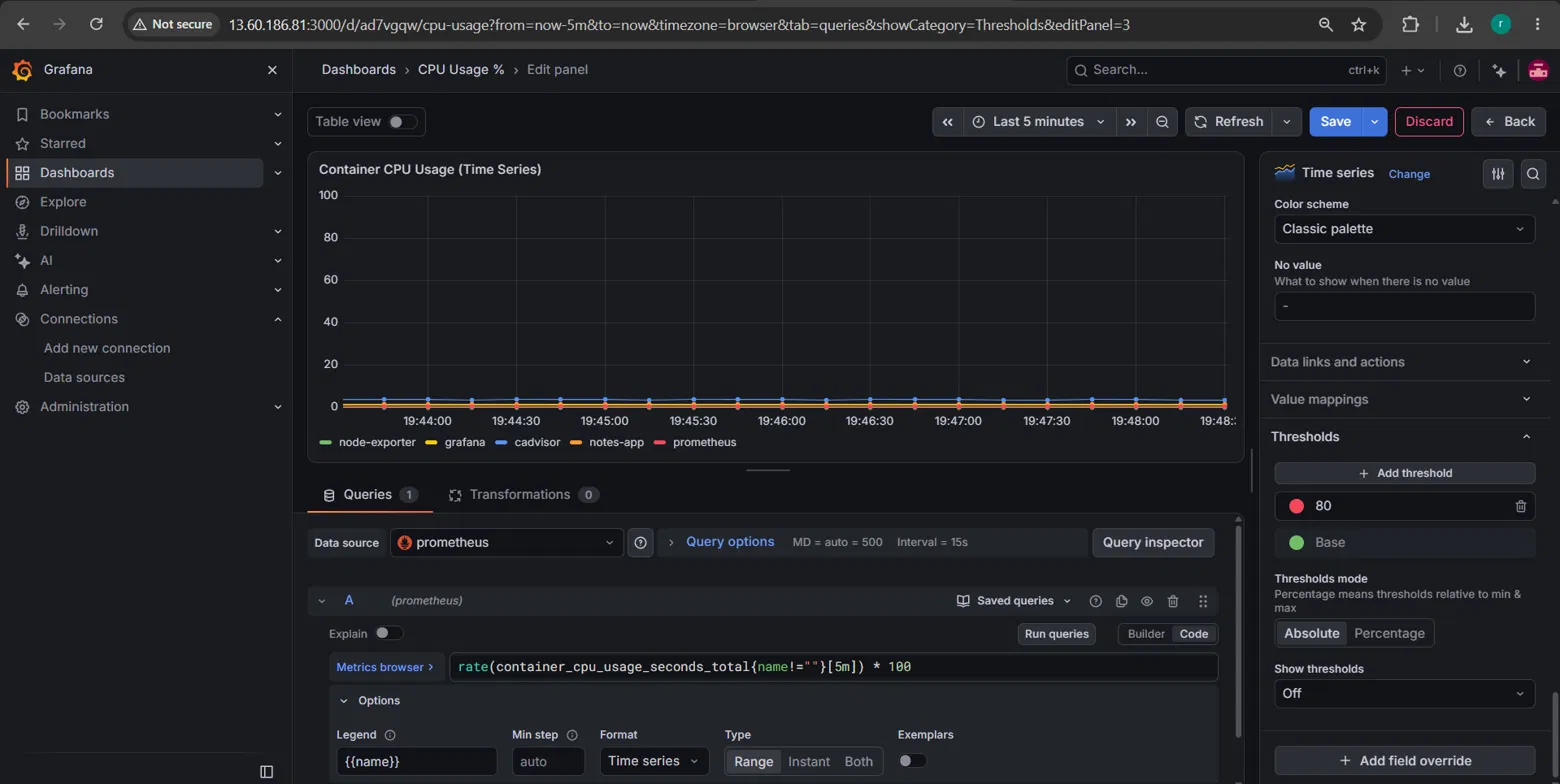 Not secure
13.60.186.81:3000/d/ad7vgqw/cpu-usage?from=now-5m&to=now&timezone=browser&tab=queries&showCategory=Thresholds&editPanel=3
r
Grafana
Dashboards › CPU Usage % › Edit panel
Search...
ctrl+k
Bookmarks
Starred
Dashboards
Explore
Drilldown
AI
Alerting
Connections
Add new connection
Data sources
Administration
Table view
Last 5 minutes
Refresh
Save
Discard
Back
Container CPU Usage (Time Series)
100
80
60
40
20
0
19:44:00 19:44:30 19:45:00 19:45:30 19:46:00 19:46:30 19:47:00 19:47:30 19:48:00 19:48:
node-exporter grafana cadvisor notes-app prometheus
Queries 1
Transformations 0
Data source
prometheus
Query options
MD = auto = 500
Interval = 15s
Query inspector
A
(prometheus)
Saved queries
Explain
Run queries
Builder
Code
Metrics browser ›
rate(container_cpu_usage_seconds_total{name!=""}[5m]) * 100
Options
Legend
Min step
Format
Type
Exemplars
{{name}}
auto
Time series
Range
Instant
Both
Time series
Change
Color scheme
Classic palette
No value
What to show when there is no value
-
Data links and actions
Value mappings
Thresholds
+ Add threshold
80
Base
Thresholds mode
Percentage means thresholds relative to min &
max
Absolute
Percentage
Show thresholds
Off
+ Add field override